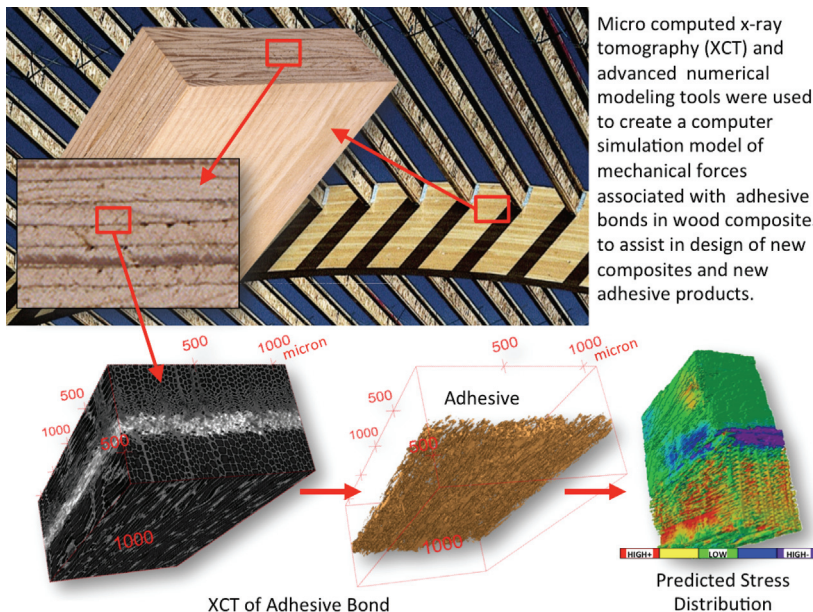 Micro computed x-ray
tomography (XCT) and
advanced numerical
modeling tools were used
to create a computer
simulation model of
mechanical forces
associated with adhesive
bonds in wood composite
to assist in design of new
composites and new
adhesive products.
500
1000
micron
500
1000
500
1000
500
1000
micron
Adhesive
500
1000
500
1000
HIGH+
LOW
HIGH-
XCT of Adhesive Bond
Predicted Stress
Distribution